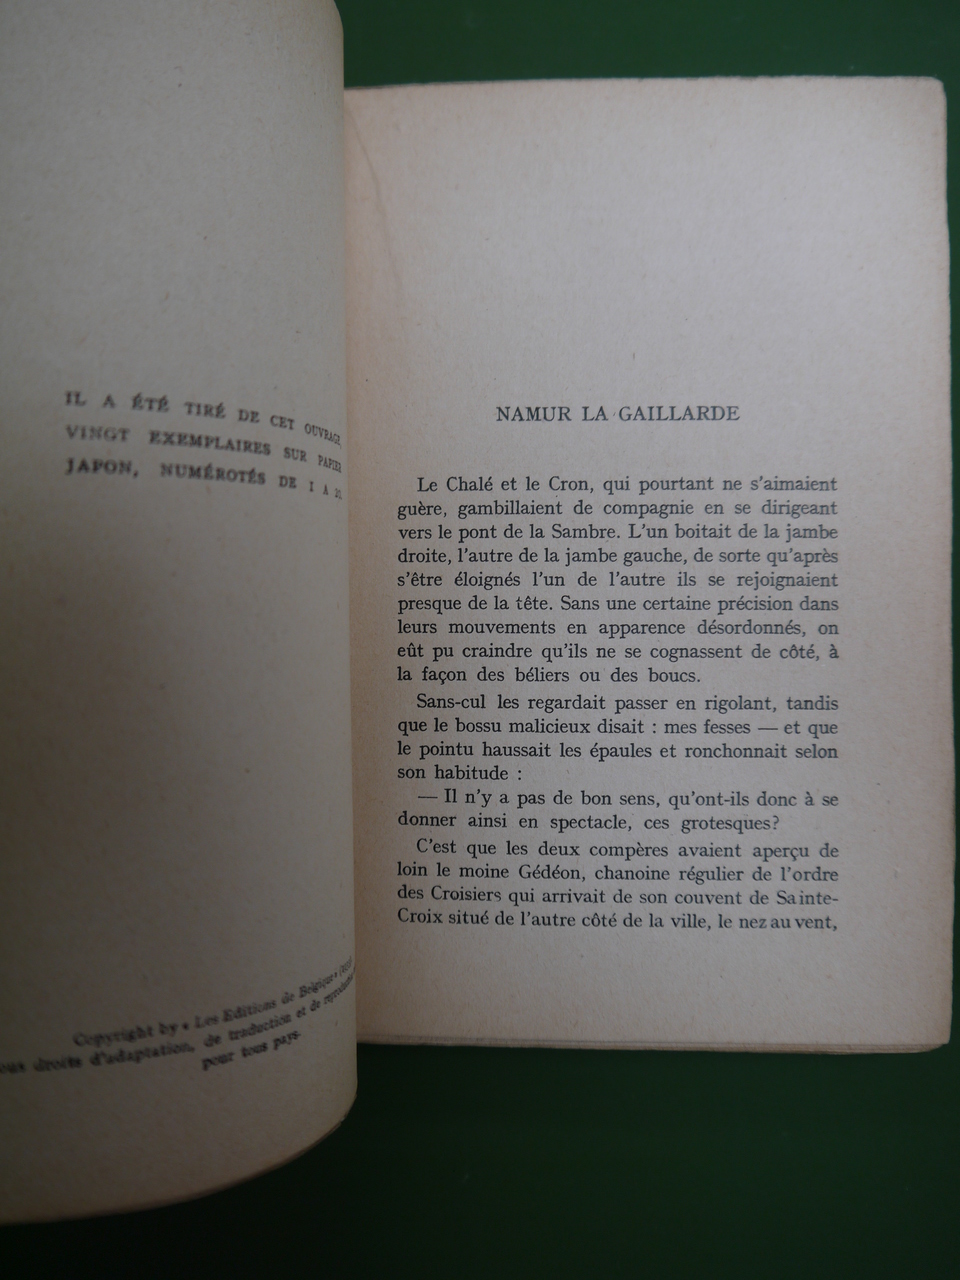 IL A ÉTÉ TIRÉ DE CET OUVRAGE,
VINGT EXEMPLAIRES SUR PAPIER
JAPON, NUMÉROTÉS DE 1 A
Copyright by « Les Editions de Belgique »
droits d'adaptation, de traduction et de reproduction
pour tous pays.
NAMUR LA GAILLARDE
Le Chalé et le Cron, qui pourtant ne s'aimaient
guère, gambillaient de compagnie en se dirigeant
vers le pont de la Sambre. L'un boitait de la jambe
droite, l'autre de la jambe gauche, de sorte qu'après
s'être éloignés l'un de l'autre ils se rejoignaient
presque de la tête. Sans une certaine précision dans
leurs mouvements en apparence désordonnés, on
eût pu craindre qu'ils ne se cognassent de côté, à
la façon des béliers ou des boucs.
Sans-cul les regardait passer en rigolant, tandis
que le bossu malicieux disait : mes fesses — et que
le pointu haussait les épaules et ronchonnait selon
son habitude :
— Il n'y a pas de bon sens, qu'ont-ils donc à se
donner ainsi en spectacle, ces grotesques?
C'est que les deux compères avaient aperçu de
loin le moine Gédéon, chanoine régulier de l'ordre
des Croisiers qui arrivait de son couvent de Sainte-
Croix situé de l'autre côté de la ville, le nez au vent,